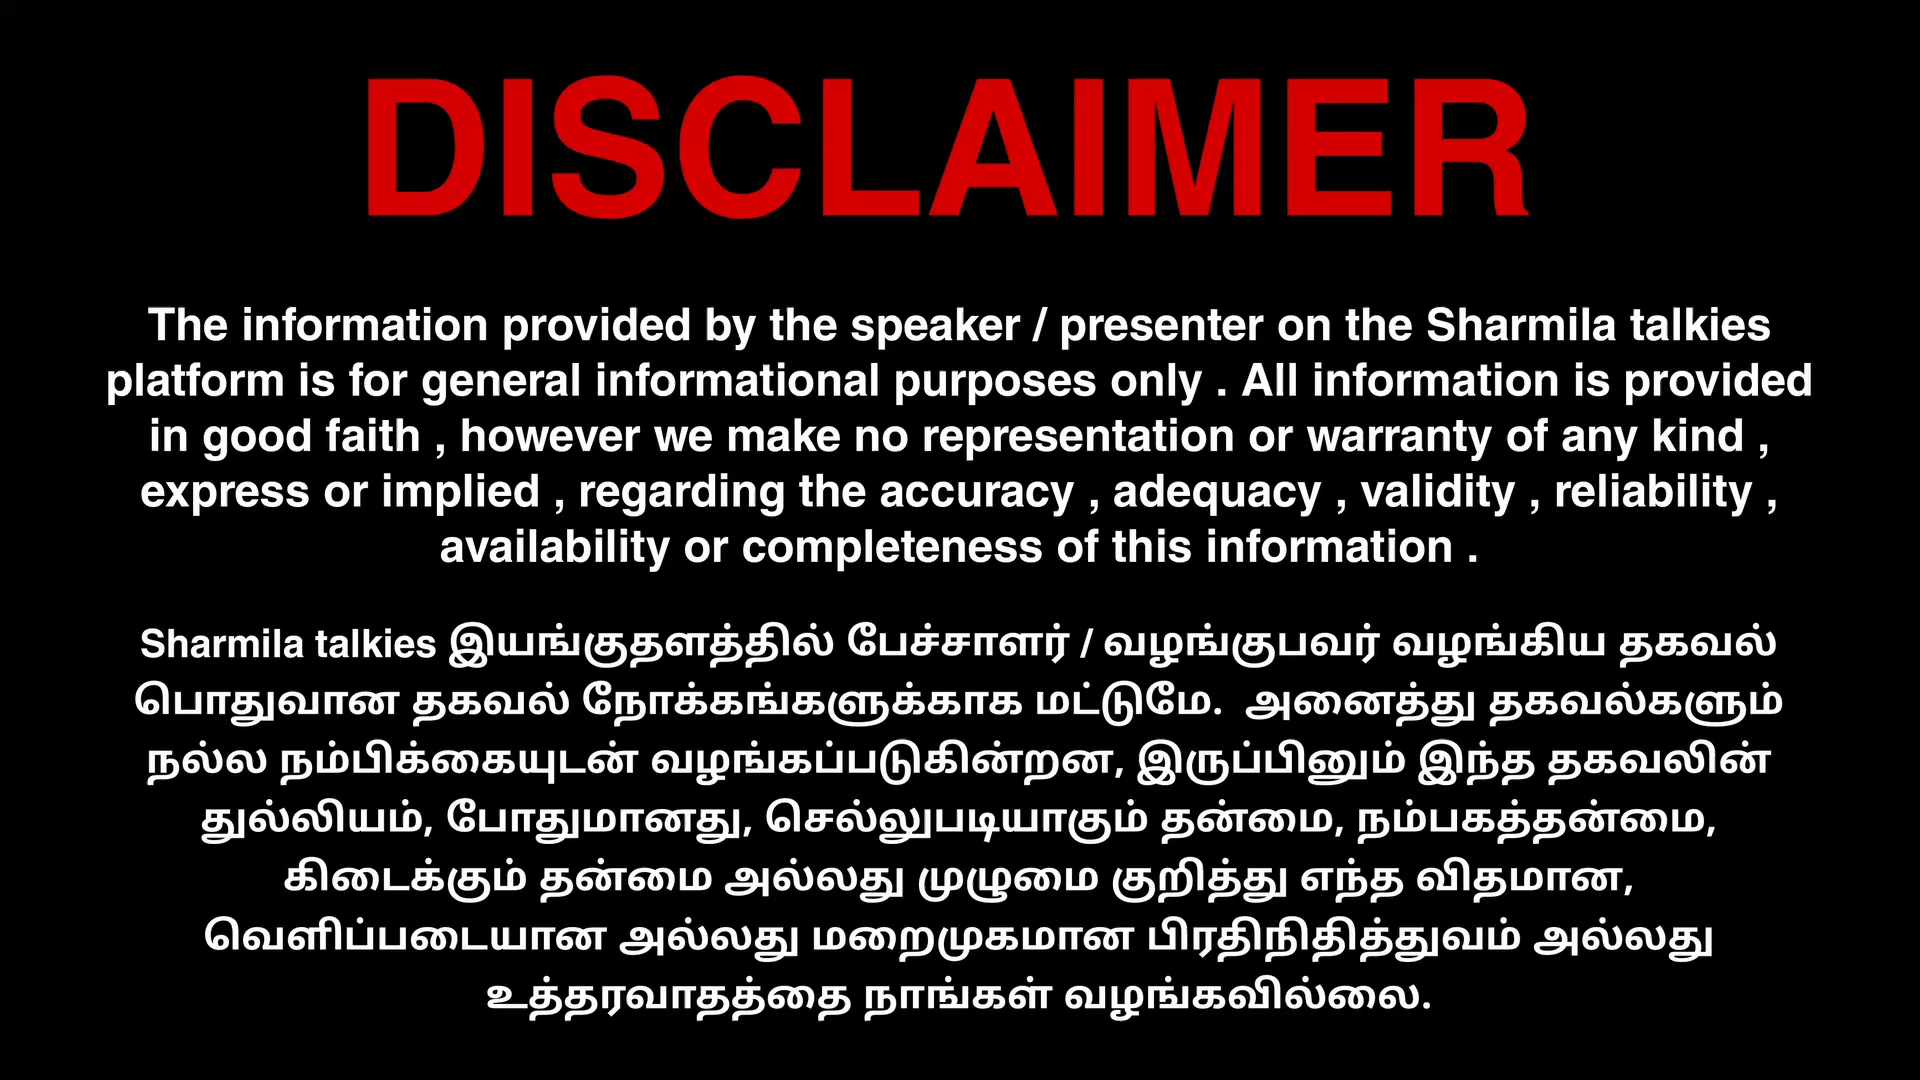 DISCLAIMER
The information provided by the speaker / presenter on the Sharmila talkies
platform is for general informational purposes only . All information is provided
in good faith , however we make no representation or warranty of any kind ,
express or implied , regarding the accuracy , adequacy , validity , reliability ,
availability or completeness of this information .
Sharmila talkies இயங்குதளத்தில் பேச்சாளர் / வழங்குபவர் வழங்கிய தகவல்
பொதுவான தகவல் நோக்கங்களுக்காக மட்டுமே.  அனைத்து தகவல்களும்
நல்ல நம்பிக்கையுடன் வழங்கப்படுகின்றன, இருப்பினும் இந்த தகவலின்
துல்லியம், போதுமானது, செல்லுபடியாகும் தன்மை, நம்பகத்தன்மை,
கிடைக்கும் தன்மை அல்லது முழுமை குறித்து எந்த விதமான,
வெளிப்படையான அல்லது மறைமுகமான பிரதிநிதித்துவம் அல்லது
உத்தரவாதத்தை நாங்கள் வழங்கவில்லை.